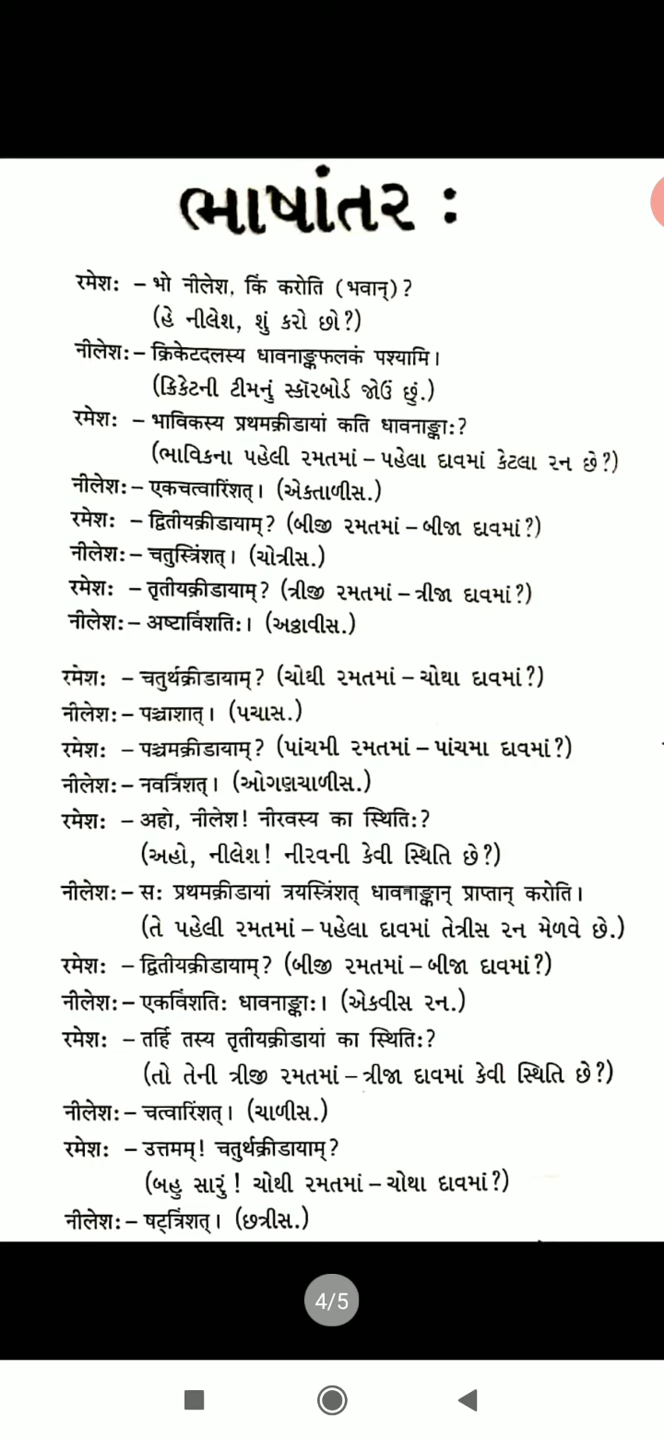 ભાષાંતર :
रमेशः – भो नीलेश, किं करोति (भवान्)?
(હે નીલેશ, શું કરો છો?)
नीलेशः – क्रिकेटदलस्य धावनाङ्कफलकं पश्यामि।
(ક્રિકેટની ટીમનું સ્કૉરબોર્ડ જોઉં છું.)
रमेशः – भाविकस्य प्रथमक्रीडायां कति धावनाङ्काः?
(ભાવિકના પહેલી રમતમાં – પહેલા દાવમાં કેટલા રન છે?)
नीलेशः – एकचत्वारिंशत्। (એકતાળીસ.)
रमेशः – द्वितीयक्रीडायाम्? (બીજી રમતમાં – બીજા દાવમાં?)
नीलेशः – चतुस्त्रिंशत्। (ચોત્રીસ.)
रमेशः – तृतीयक्रीडायाम्? (ત્રીજી રમતમાં – ત્રીજા દાવમાં?)
नीलेशः – अष्टाविंशतिः। (અઠ્ઠાવીસ.)
रमेशः – चतुर्थक्रीडायाम्? (ચોથી રમતમાં – ચોથા દાવમાં?)
नीलेशः – पञ्चाशात्। (પચાસ.)
रमेशः – पञ्चमक्रीडायाम्? (પાંચમી રમતમાં – પાંચમા દાવમાં?)
नीलेशः – नवत्रिंशत्। (ઓગણચાળીસ.)
रमेशः – अहो, नीलेश! नीरवस्य का स्थितिः?
(અહો, નીલેશ! નીરવની કેવી સ્થિતિ છે?)
नीलेशः – सः प्रथमक्रीडायां त्रयस्त्रिंशत् धावनाङ्कान् प्राप्तान् करोति।
(તે પહેલી રમતમાં – પહેલા દાવમાં તેત્રીસ રન મેળવે છે.)
रमेशः – द्वितीयक्रीडायाम्? (બીજી રમતમાં – બીજા દાવમાં?)
नीलेशः – एकविंशतिः धावनाङ्काः। (એકવીસ રન.)
रमेशः – तर्हि तस्य तृतीयक्रीडायां का स्थितिः?
(તો તેની ત્રીજી રમતમાં – ત્રીજા દાવમાં કેવી સ્થિતિ છે?)
नीलेशः – चत्वारिंशत्। (ચાળીસ.)
रमेशः – उत्तमम्! चतुर्थक्रीडायाम्?
(બહુ સારું! ચોથી રમતમાં – ચોથા દાવમાં?)
नीलेशः – षट्त्रिंशत्। (છત્રીસ.)
4/5